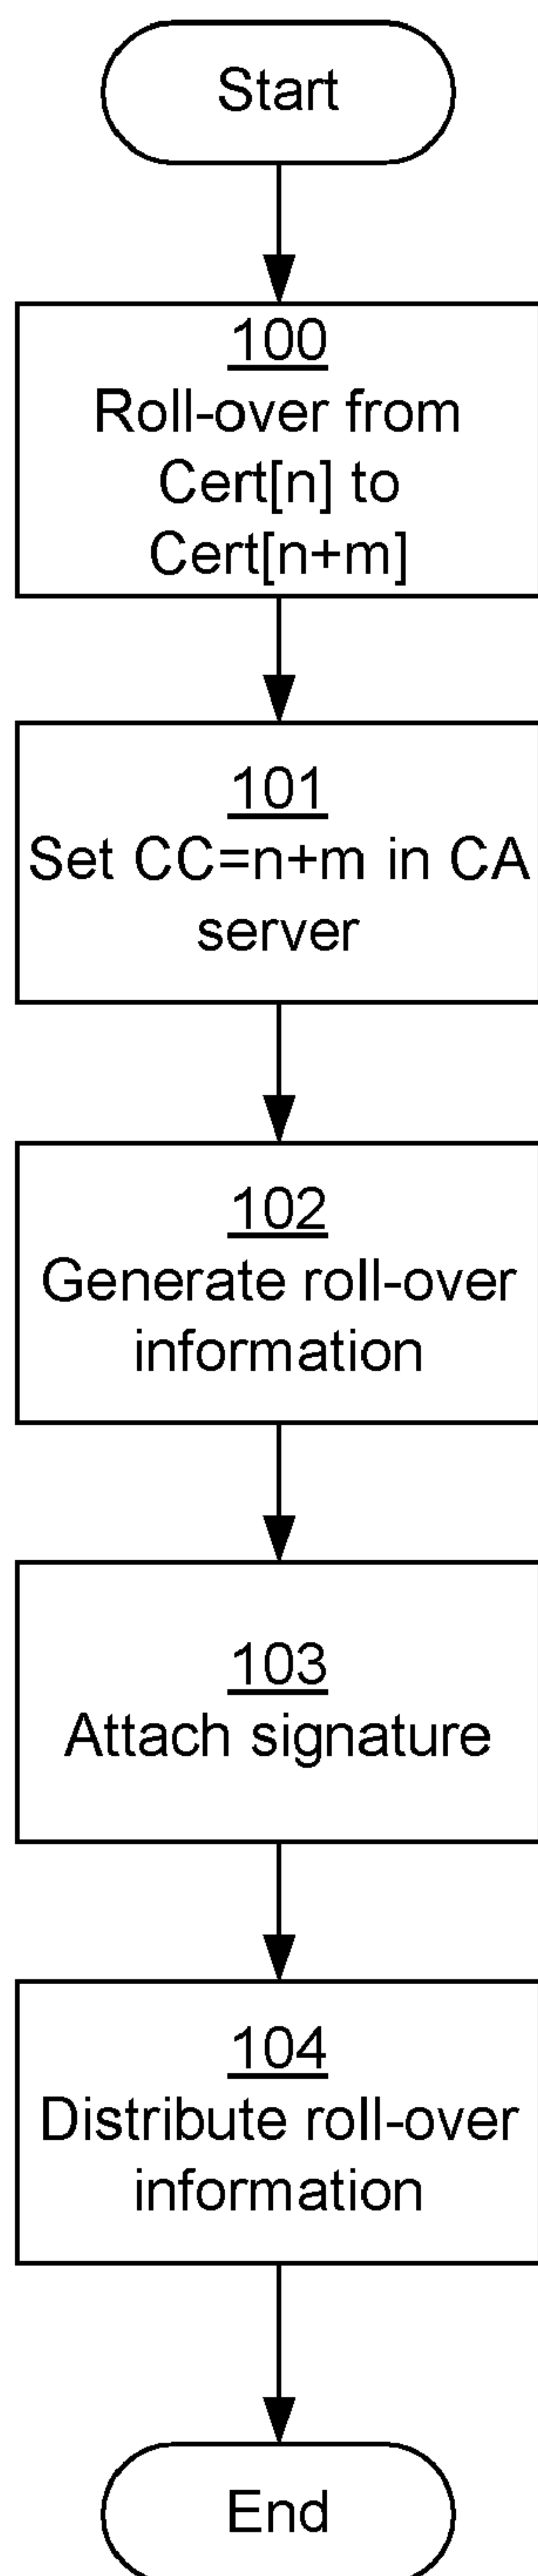 Start
100
Roll-over from
Cert[n] to
Cert[n+m]
101
Set CC=n+m in CA
server
102
Generate roll-over
information
103
Attach signature
104
Distribute roll-over
information
End